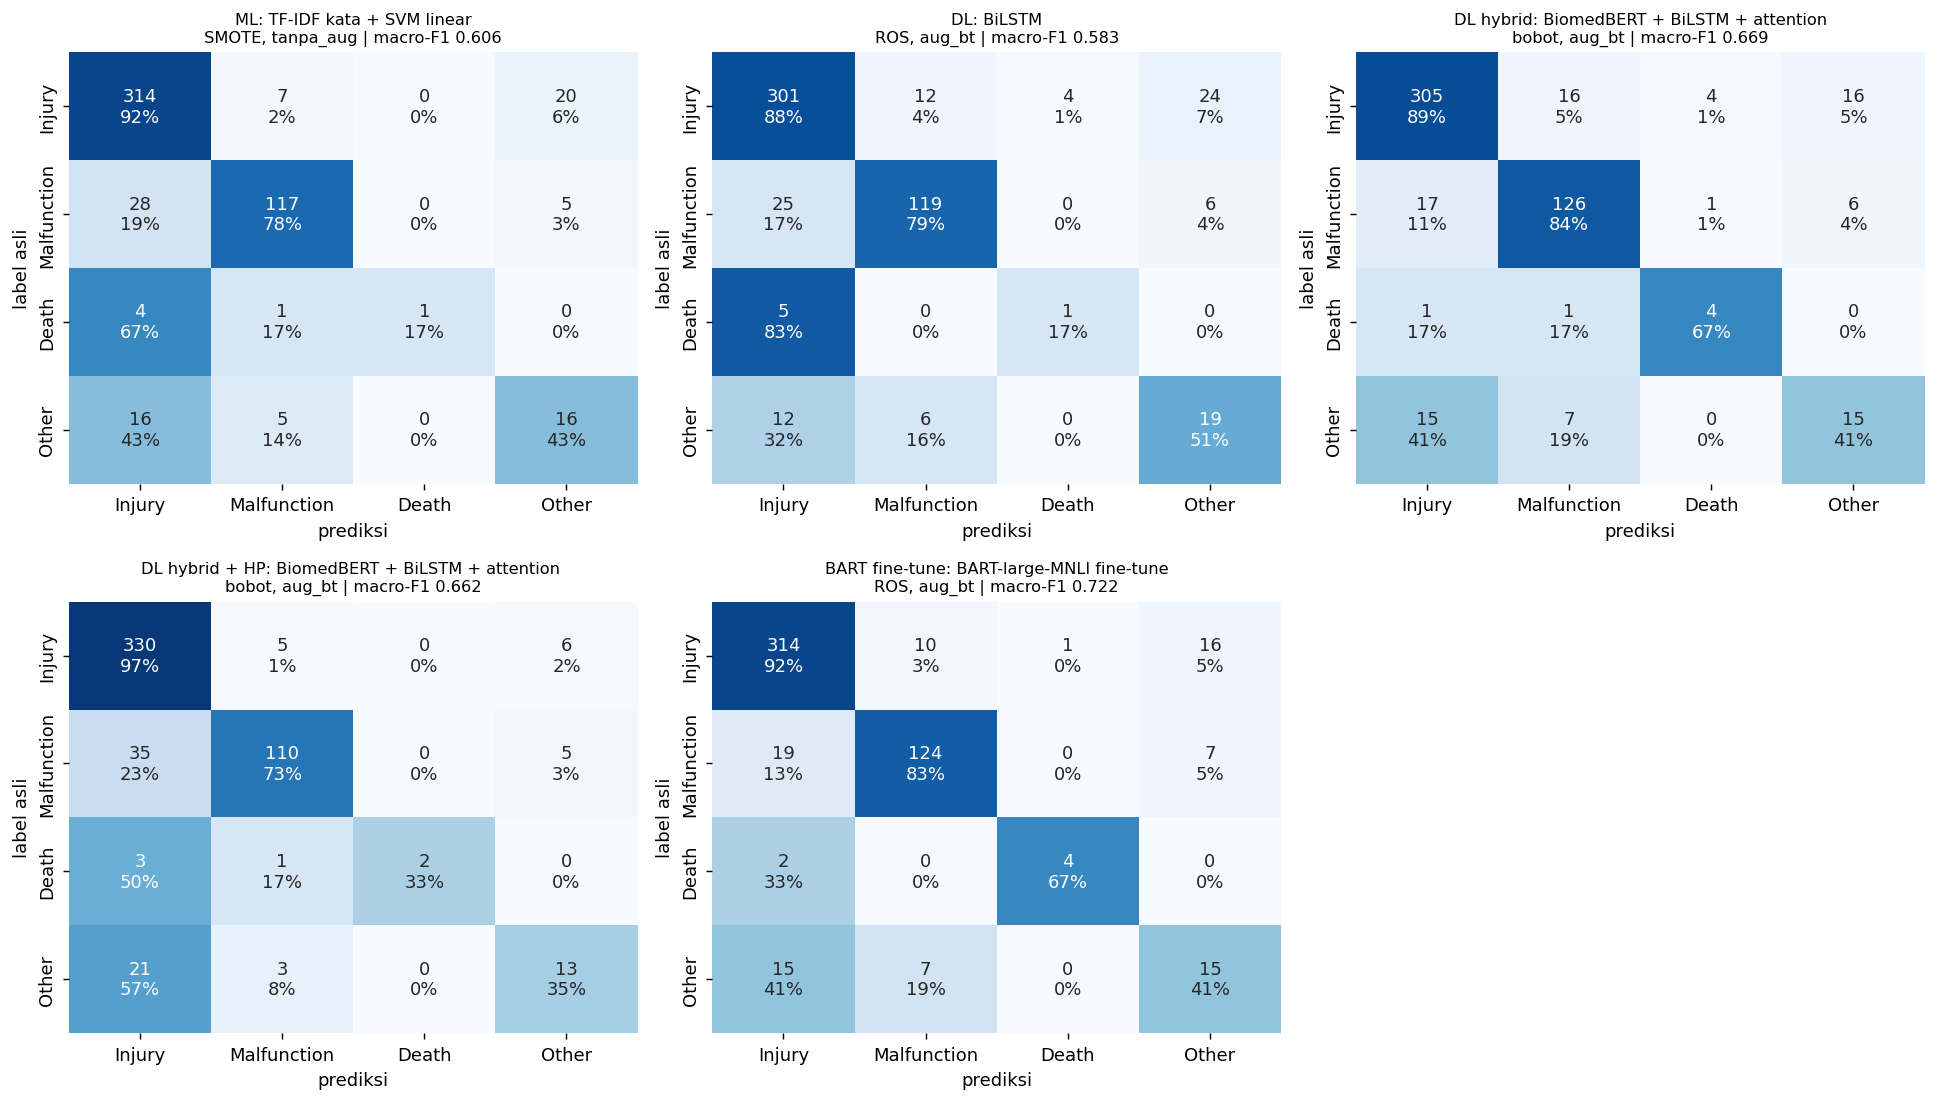 ML: TF-IDF kata + SVM linear
SMOTE, tanpa_aug | macro-F1 0.606
label asli
Injury
314 7 0 20
92% 2% 0% 6%
Malfunction
28 117 0 5
19% 78% 0% 3%
Death
4 1 1 0
67% 17% 17% 0%
Other
16 5 0 16
43% 14% 0% 43%
Injury Malfunction Death Other
prediksi
DL: BiLSTM
ROS, aug_bt | macro-F1 0.583
label asli
Injury
301 12 4 24
88% 4% 1% 7%
Malfunction
25 119 0 6
17% 79% 0% 4%
Death
5 0 1 0
83% 0% 17% 0%
Other
12 6 0 19
32% 16% 0% 51%
Injury Malfunction Death Other
prediksi
DL hybrid: BiomedBERT + BiLSTM + attention
bobot, aug_bt | macro-F1 0.669
label asli
Injury
305 16 4 16
89% 5% 1% 5%
Malfunction
17 126 1 6
11% 84% 1% 4%
Death
1 1 4 0
17% 17% 67% 0%
Other
15 7 0 15
41% 19% 0% 41%
Injury Malfunction Death Other
prediksi
DL hybrid + HP: BiomedBERT + BiLSTM + attention
bobot, aug_bt | macro-F1 0.662
label asli
Injury
330 5 0 6
97% 1% 0% 2%
Malfunction
35 110 0 5
23% 73% 0% 3%
Death
3 1 2 0
50% 17% 33% 0%
Other
21 3 0 13
57% 8% 0% 35%
Injury Malfunction Death Other
prediksi
BART fine-tune: BART-large-MNLI fine-tune
ROS, aug_bt | macro-F1 0.722
label asli
Injury
314 10 1 16
92% 3% 0% 5%
Malfunction
19 124 0 7
13% 83% 0% 5%
Death
2 0 4 0
33% 0% 67% 0%
Other
15 7 0 15
41% 19% 0% 41%
Injury Malfunction Death Other
prediksi